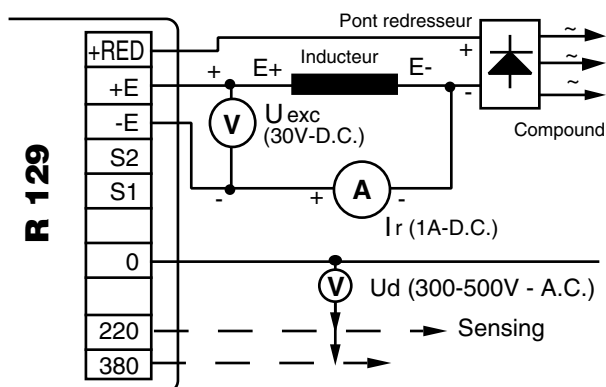 Pont redresseur
+RED
+
~
+
E+
Inducteur
E-
~
+E
-
~
-E
V
U exc
(30V-D.C.)
Compound
S2
S1
-
+
A
-
R 129
I r (1A-D.C.)
0
V
Ud (300-500V - A.C.)
220
Sensing
380